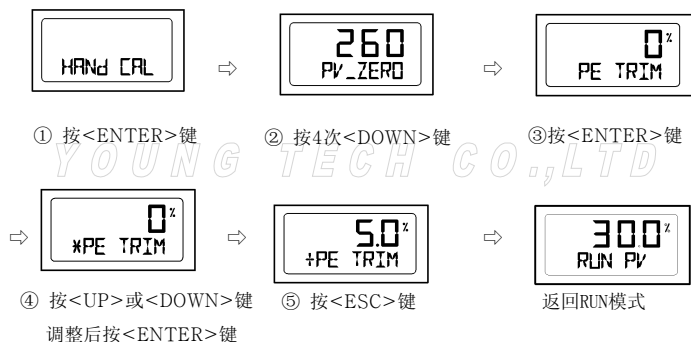 HANd CAL
260
PV_ZERO
0%
PE TRIM
① 按<ENTER>键
② 按4次<DOWN>键
③按<ENTER>键
YOUNG TECH CO.,LTD
0%
*PE TRIM
5.0%
+PE TRIM
30.0%
RUN PV
④ 按<UP>或<DOWN>键
调整后按<ENTER>键
⑤ 按<ESC>键
返回RUN模式